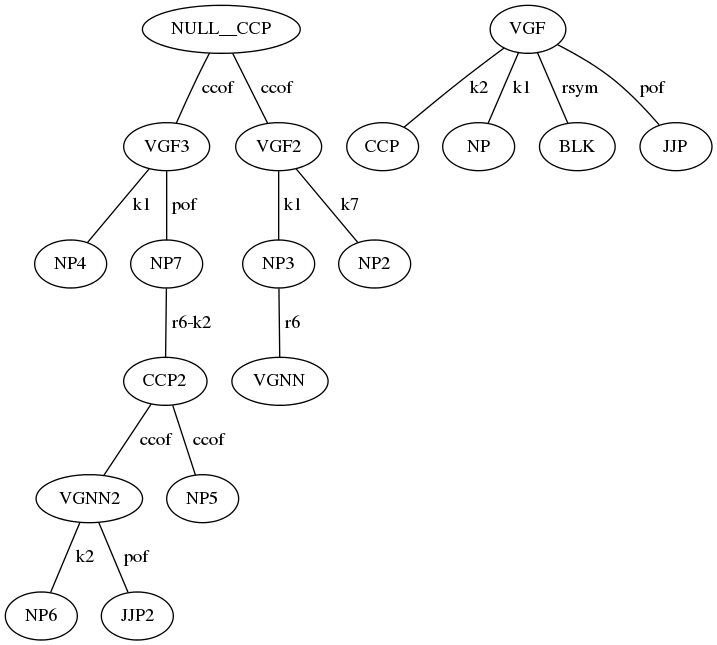 NULL__CCP VGF
ccof ccof k2 k1 rsym pof
VGF3 VGF2 CCP NP BLK JJP
k1 pof k1 k7
NP4 NP7 NP3 NP2
r6-k2 r6
CCP2 VGNN
ccof ccof
VGNN2 NP5
k2 pof
NP6 JJP2